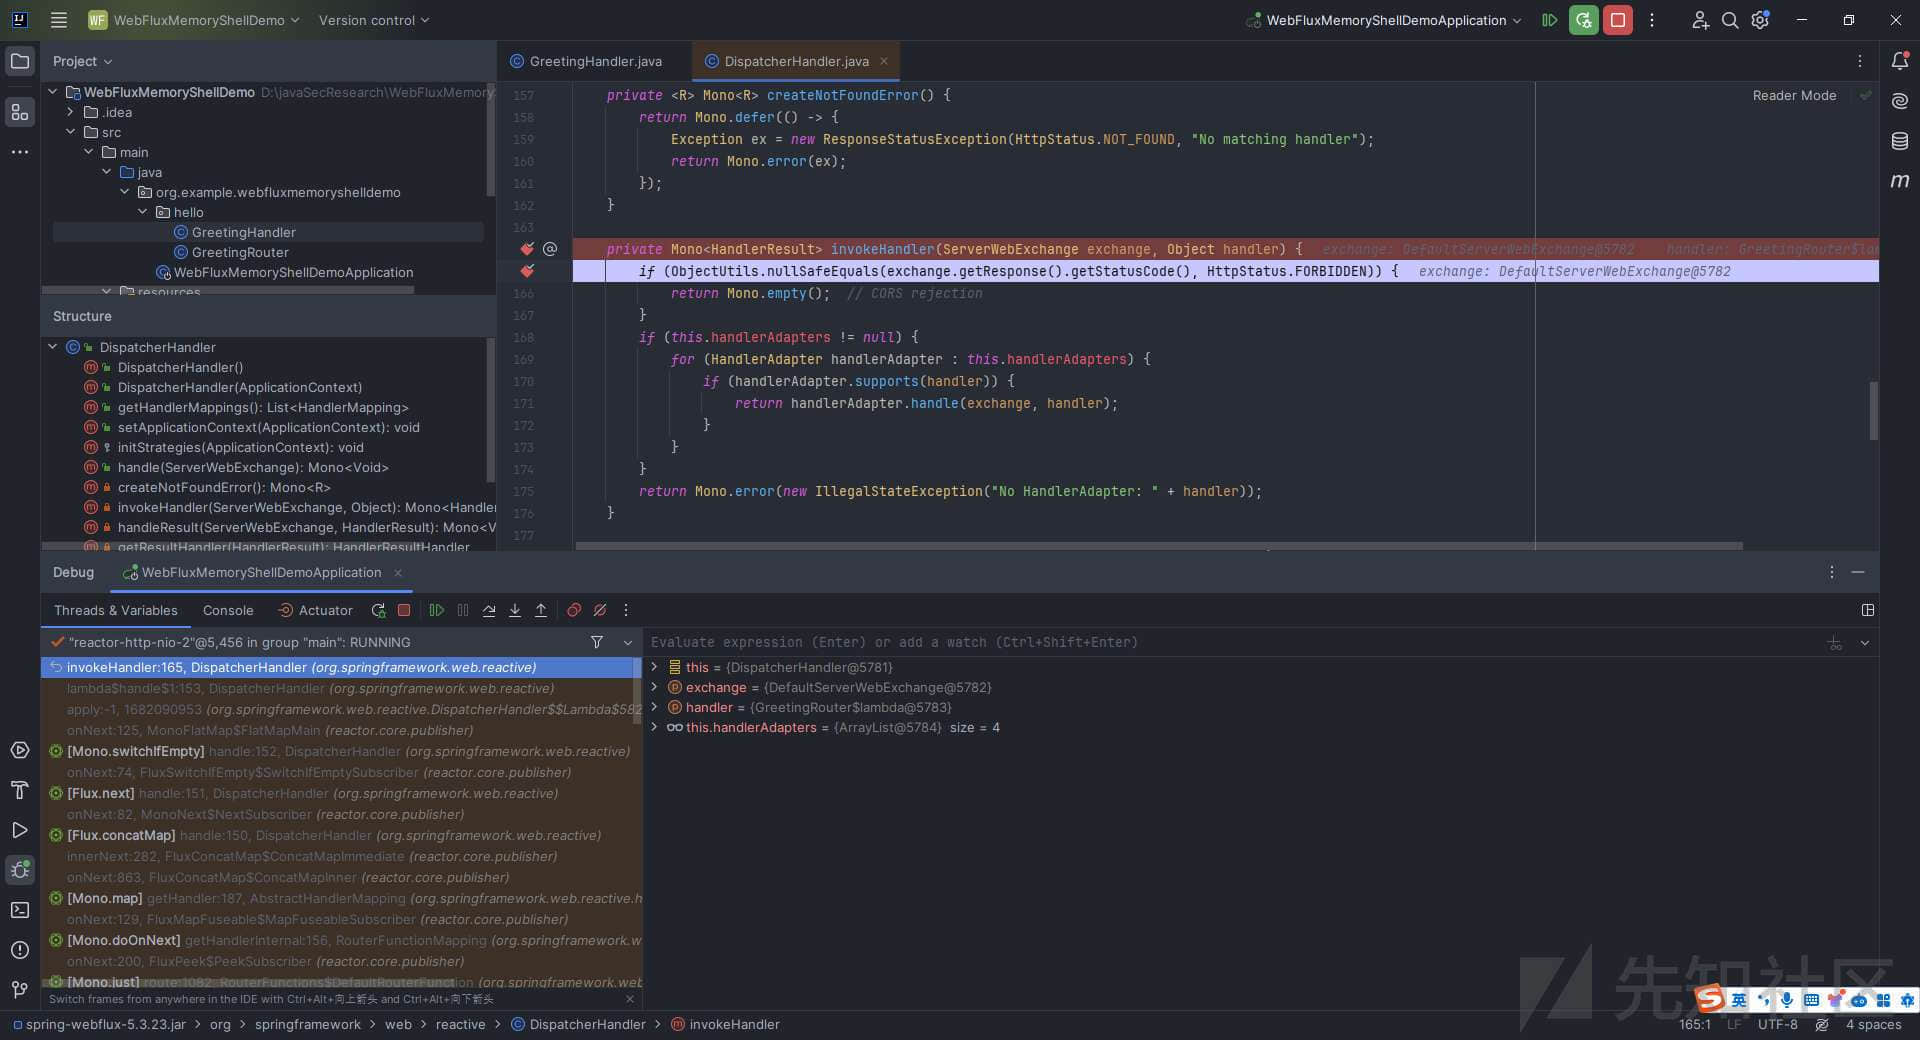 WF WebFluxMemoryShellDemo Version control WebFluxMemoryShellDemoApplication
Project
WebFluxMemoryShellDemo D:\javaSecResearch\WebFluxMemory
.idea
src
main
java
org.example.webfluxmemoryshelldemo
hello
GreetingHandler
GreetingRouter
WebFluxMemoryShellDemoApplication
resources
Structure
DispatcherHandler
DispatcherHandler()
DispatcherHandler(ApplicationContext)
getHandlerMappings(): List<HandlerMapping>
setApplicationContext(ApplicationContext): void
initStrategies(ApplicationContext): void
handle(ServerWebExchange): Mono<Void>
createNotFoundError(): Mono<R>
invokeHandler(ServerWebExchange, Object): Mono<Handler
handleResult(ServerWebExchange, HandlerResult): Mono<V
getResultHandler(HandlerResult): HandlerResultHandler
GreetingHandler.java DispatcherHandler.java
Reader Mode
157 private <R> Mono<R> createNotFoundError() {
158 return Mono.defer(() -> {
159 Exception ex = new ResponseStatusException(HttpStatus.NOT_FOUND, "No matching handler");
160 return Mono.error(ex);
161 });
162 }
163
private Mono<HandlerResult> invokeHandler(ServerWebExchange exchange, Object handler) { exchange: DefaultServerWebExchange@5782 handler: GreetingRouter$lam
if (ObjectUtils.nullSafeEquals(exchange.getResponse().getStatusCode(), HttpStatus.FORBIDDEN)) { exchange: DefaultServerWebExchange@5782
166 return Mono.empty(); // CORS rejection
167 }
168 if (this.handlerAdapters != null) {
169 for (HandlerAdapter handlerAdapter : this.handlerAdapters) {
170 if (handlerAdapter.supports(handler)) {
171 return handlerAdapter.handle(exchange, handler);
172 }
173 }
174 }
175 return Mono.error(new IllegalStateException("No HandlerAdapter: " + handler));
176 }
177
Debug WebFluxMemoryShellDemoApplication
Threads & Variables Console Actuator
"reactor-http-nio-2"@5,456 in group "main": RUNNING
invokeHandler:165, DispatcherHandler (org.springframework.web.reactive)
lambda$handle$1:153, DispatcherHandler (org.springframework.web.reactive)
apply:-1, 1682090953 (org.springframework.web.reactive.DispatcherHandler$$Lambda$582
onNext:125, MonoFlatMap$FlatMapMain (reactor.core.publisher)
[Mono.switchIfEmpty] handle:152, DispatcherHandler (org.springframework.web.reactive)
onNext:74, FluxSwitchIfEmpty$SwitchIfEmptySubscriber (reactor.core.publisher)
[Flux.next] handle:151, DispatcherHandler (org.springframework.web.reactive)
onNext:82, MonoNext$NextSubscriber (reactor.core.publisher)
[Flux.concatMap] handle:150, DispatcherHandler (org.springframework.web.reactive)
innerNext:282, FluxConcatMap$ConcatMapImmediate (reactor.core.publisher)
onNext:863, FluxConcatMap$ConcatMapInner (reactor.core.publisher)
[Mono.map] getHandler:187, AbstractHandlerMapping (org.springframework.web.reactive.h
onNext:129, FluxMapFuseable$MapFuseableSubscriber (reactor.core.publisher)
[Mono.doOnNext] getHandlerInternal:156, RouterFunctionMapping (org.springframework.w
onNext:200, FluxPeek$PeekSubscriber (reactor.core.publisher)
[Mono.just] route:1082, RouterFunctions$DefaultRouterFunction (org.springframework.web
Switch frames from anywhere in the IDE with Ctrl+Alt+向上箭头 and Ctrl+Alt+向下箭头
Evaluate expression (Enter) or add a watch (Ctrl+Shift+Enter)
this = {DispatcherHandler@5781}
exchange = {DefaultServerWebExchange@5782}
handler = {GreetingRouter$lambda@5783}
this.handlerAdapters = {ArrayList@5784} size = 4
先知社区
英
spring-webflux-5.3.23.jar > org > springframework > web > reactive > DispatcherHandler > invokeHandler
165:1 LF UTF-8 4 spaces